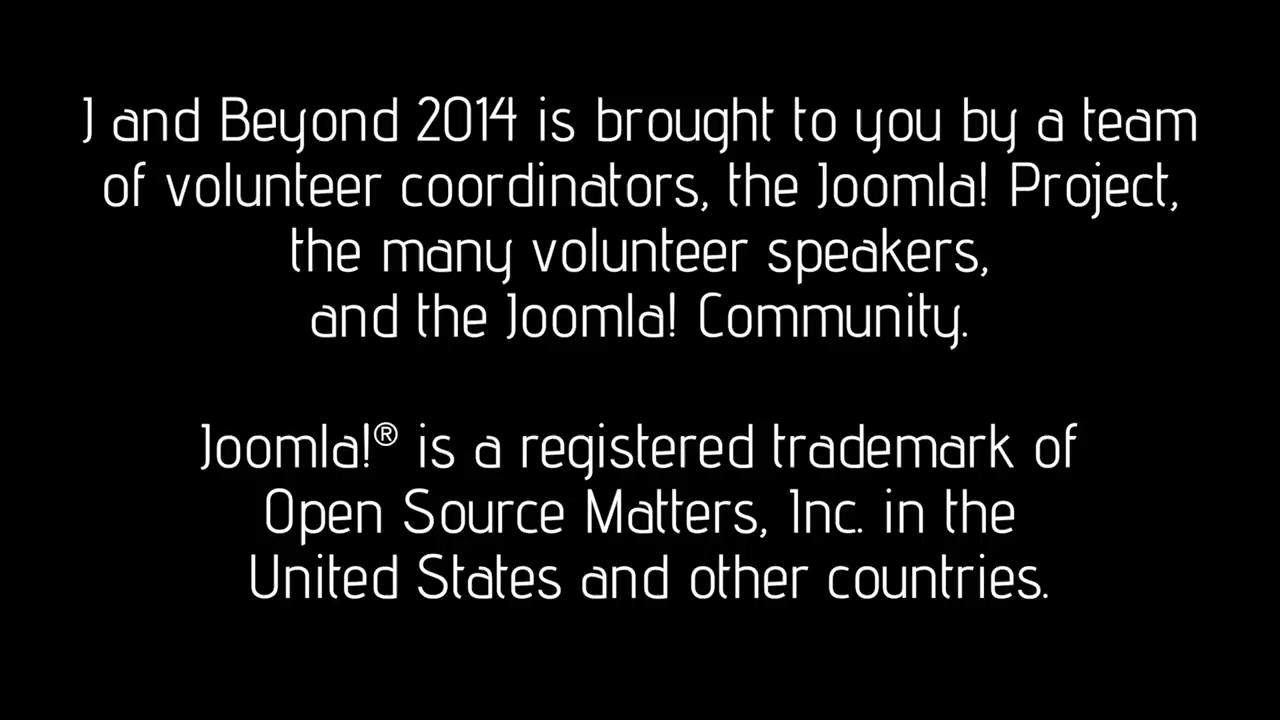 J and Beyond 2014 is brought to you by a team
of volunteer coordinators, the Joomla! Project,
the many volunteer speakers,
and the Joomla! Community.
Joomla!® is a registered trademark of
Open Source Matters, Inc. in the
United States and other countries.